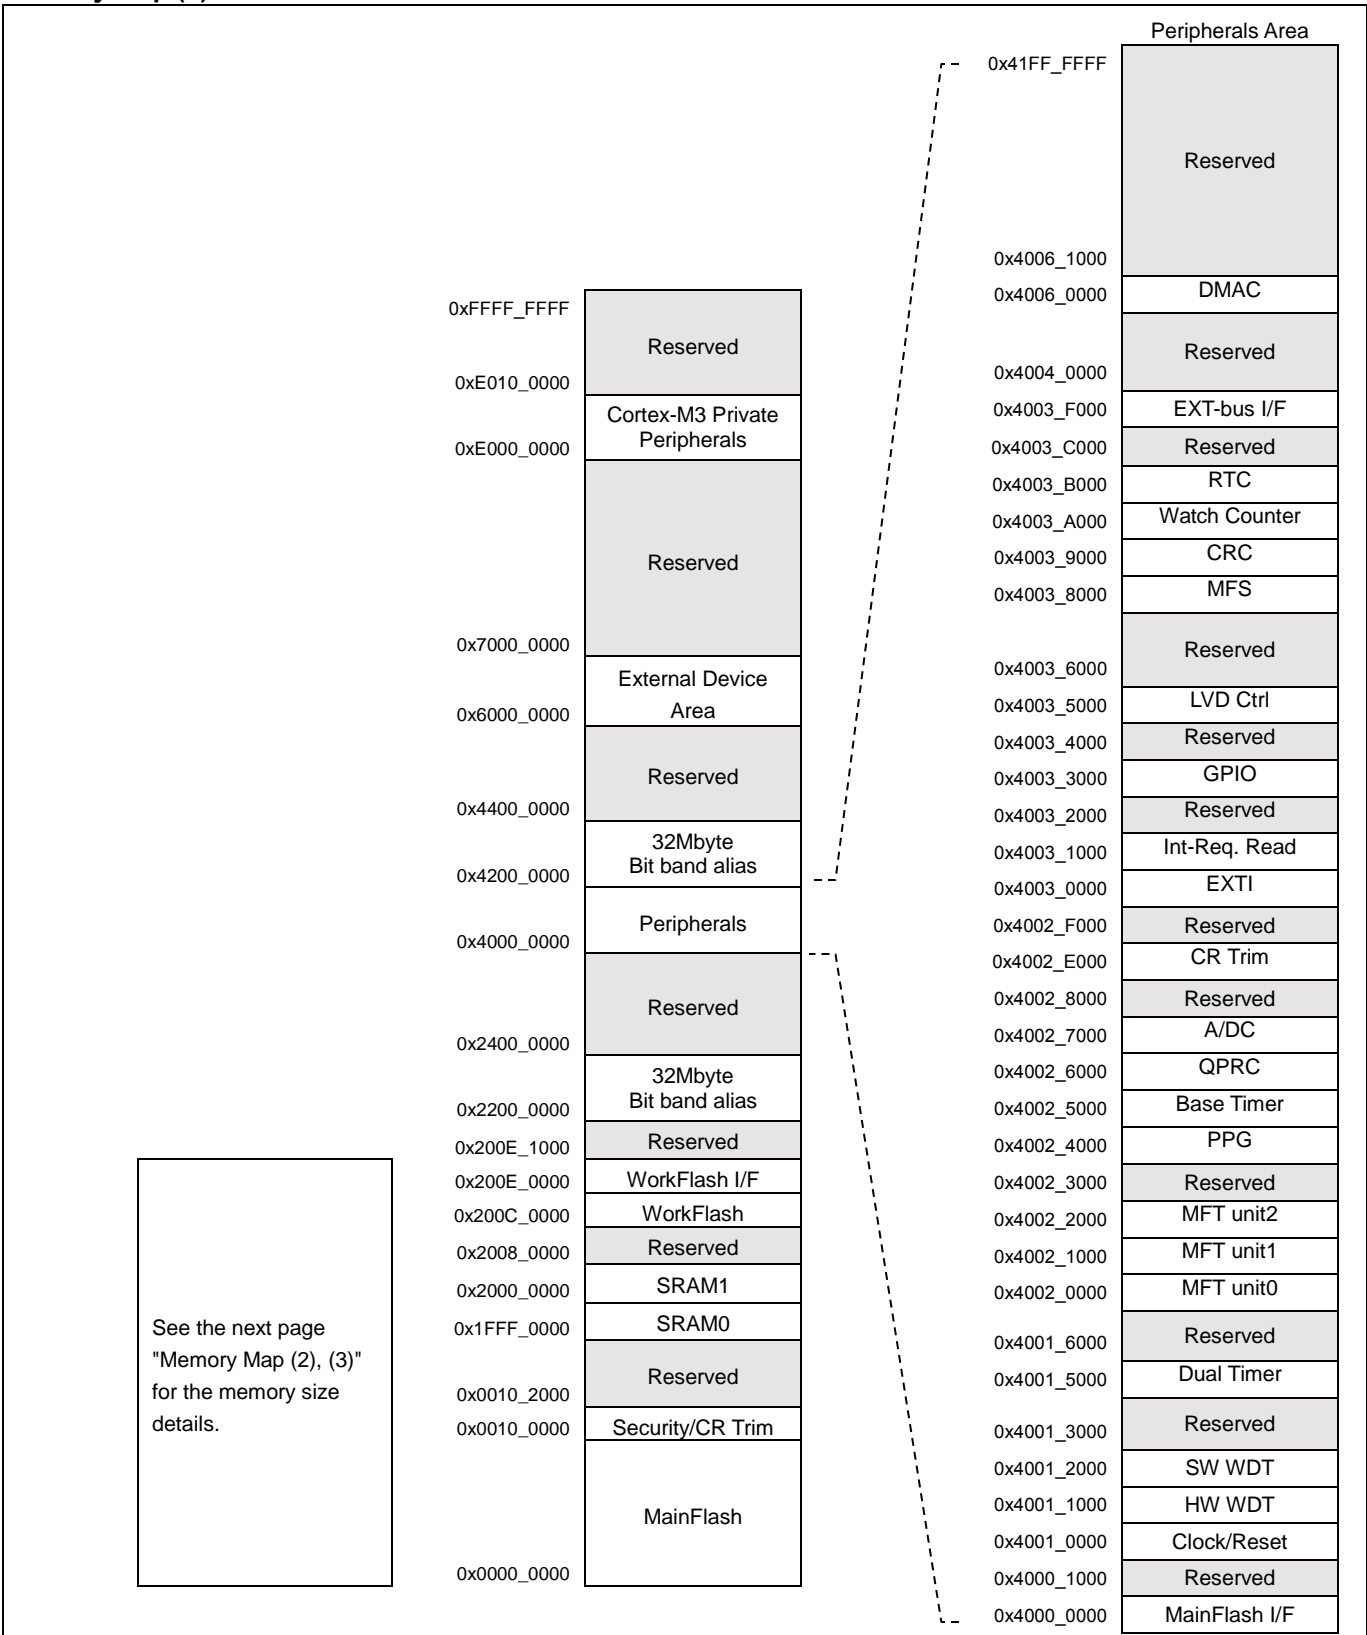 Peripherals Area
0x41FF_FFFF
Reserved
0x4006_1000
0x4006_0000 DMAC
Reserved
0x4004_0000
0x4003_F000 EXT-bus I/F
0x4003_C000 Reserved
0x4003_B000 RTC
0x4003_A000 Watch Counter
0x4003_9000 CRC
0x4003_8000 MFS
Reserved
0x4003_6000
0x4003_5000 LVD Ctrl
0x4003_4000 Reserved
0x4003_3000 GPIO
0x4003_2000 Reserved
0x4003_1000 Int-Req. Read
0x4003_0000 EXTI
0x4002_F000 Reserved
0x4002_E000 CR Trim
0x4002_8000 Reserved
0x4002_7000 A/DC
0x4002_6000 QPRC
0x4002_5000 Base Timer
0x4002_4000 PPG
0x4002_3000 Reserved
0x4002_2000 MFT unit2
0x4002_1000 MFT unit1
0x4002_0000 MFT unit0
Reserved
0x4001_6000
0x4001_5000 Dual Timer
Reserved
0x4001_3000
0x4001_2000 SW WDT
0x4001_1000 HW WDT
0x4001_0000 Clock/Reset
0x4000_1000 Reserved
0x4000_0000 MainFlash I/F
0xFFFF_FFFF
Reserved
0xE010_0000
Cortex-M3 Private
Peripherals
0xE000_0000
Reserved
0x7000_0000
External Device
Area
0x6000_0000
Reserved
0x4400_0000
32Mbyte
Bit band alias
0x4200_0000
Peripherals
0x4000_0000
Reserved
0x2400_0000
32Mbyte
Bit band alias
0x2200_0000
Reserved
0x200E_1000
0x200E_0000 WorkFlash I/F
0x200C_0000 WorkFlash
0x2008_0000 Reserved
0x2000_0000 SRAM1
0x1FFF_0000 SRAM0
Reserved
0x0010_2000
0x0010_0000 Security/CR Trim
MainFlash
0x0000_0000
See the next page
"Memory Map (2), (3)"
for the memory size
details.